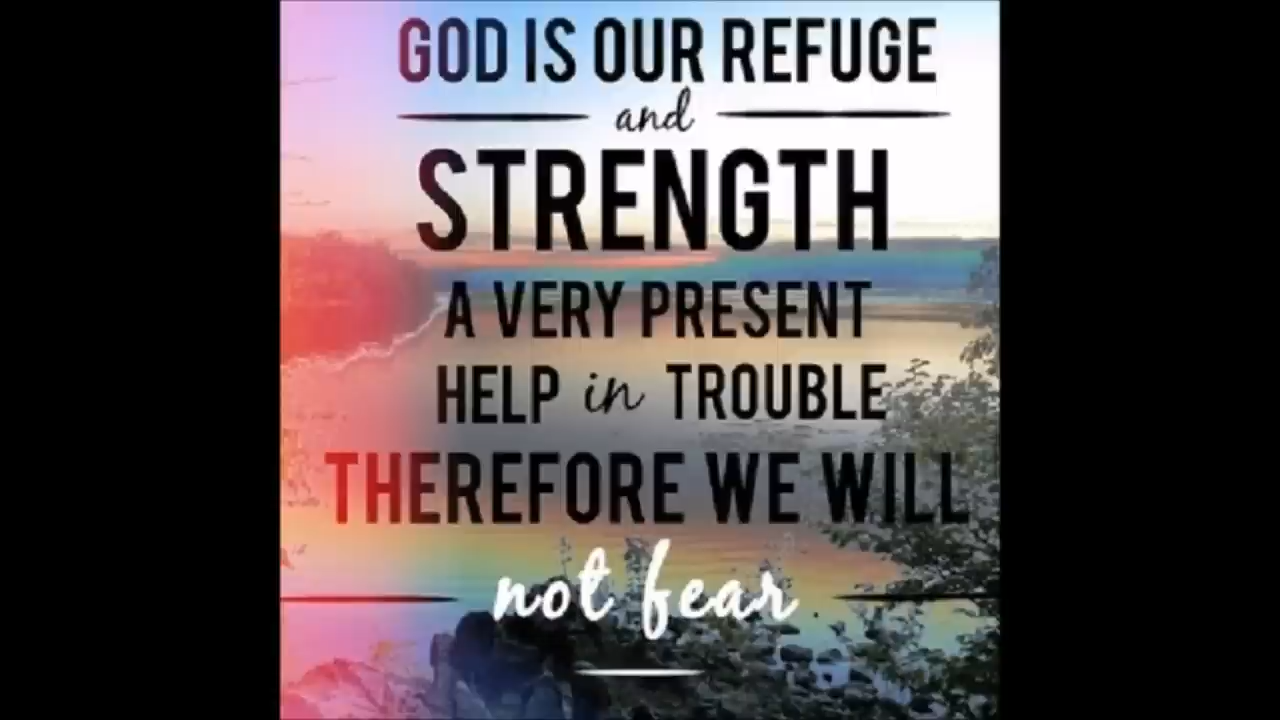 GOD IS OUR REFUGE
and
STRENGTH
A VERY PRESENT
HELP in TROUBLE
THEREFORE WE WILL
not fear.